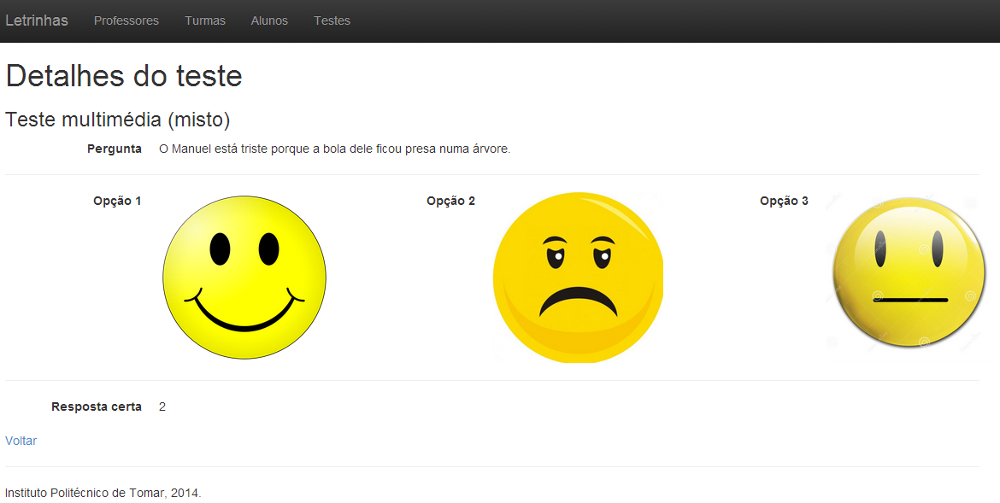 Letrinhas Professores Turmas Alunos Testes
Detalhes do teste
Teste multimédia (misto)
Pergunta O Manuel está triste porque a bola dele ficou presa numa árvore.
Opção 1 Opção 2 Opção 3
Resposta certa 2
Voltar
Instituto Politécnico de Tomar, 2014.